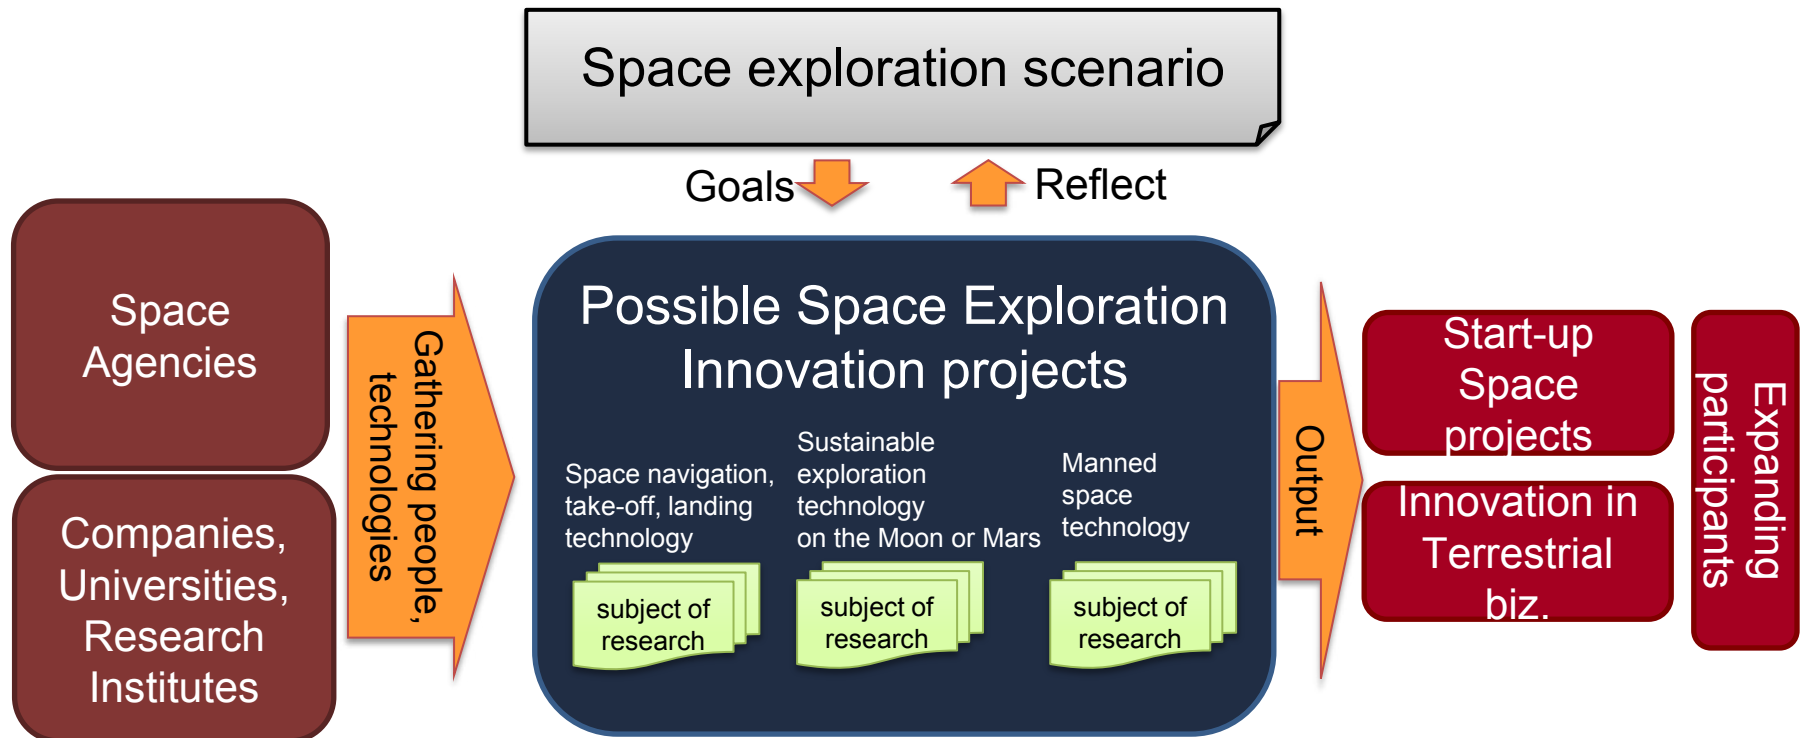 Space exploration scenario
Goals
Reflect
Space
Agencies
Companies,
Universities,
Research
Institutes
Gathering people,
technologies
Possible Space Exploration
Innovation projects
Space navigation,
take-off, landing
technology
subject of
research
Sustainable
exploration
technology
on the Moon or Mars
subject of
research
Manned
space
technology
subject of
research
Output
Start-up
Space
projects
Innovation in
Terrestrial
biz.
Expanding
participants